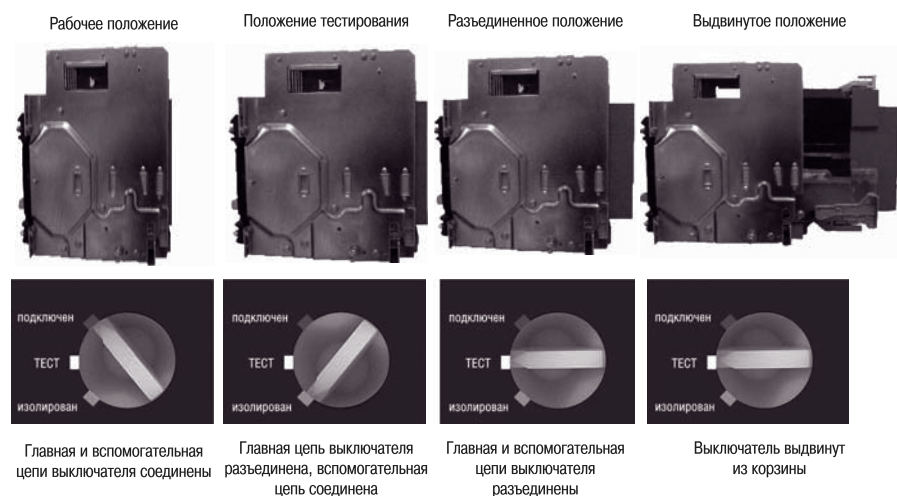 Рабочее положение
Положение тестирования
Разъединенное положение
Выдвинутое положение
подключен
ТЕСТ
изолирован
подключен
ТЕСТ
изолирован
подключен
ТЕСТ
изолирован
подключен
ТЕСТ
изолирован
Главная и вспомогательная
цепи выключателя соединены
Главная цепь выключателя
разъединена, вспомогательная
цепь соединена
Главная и вспомогательная
цепи выключателя
разъединены
Выключатель выдвинут
из корзины